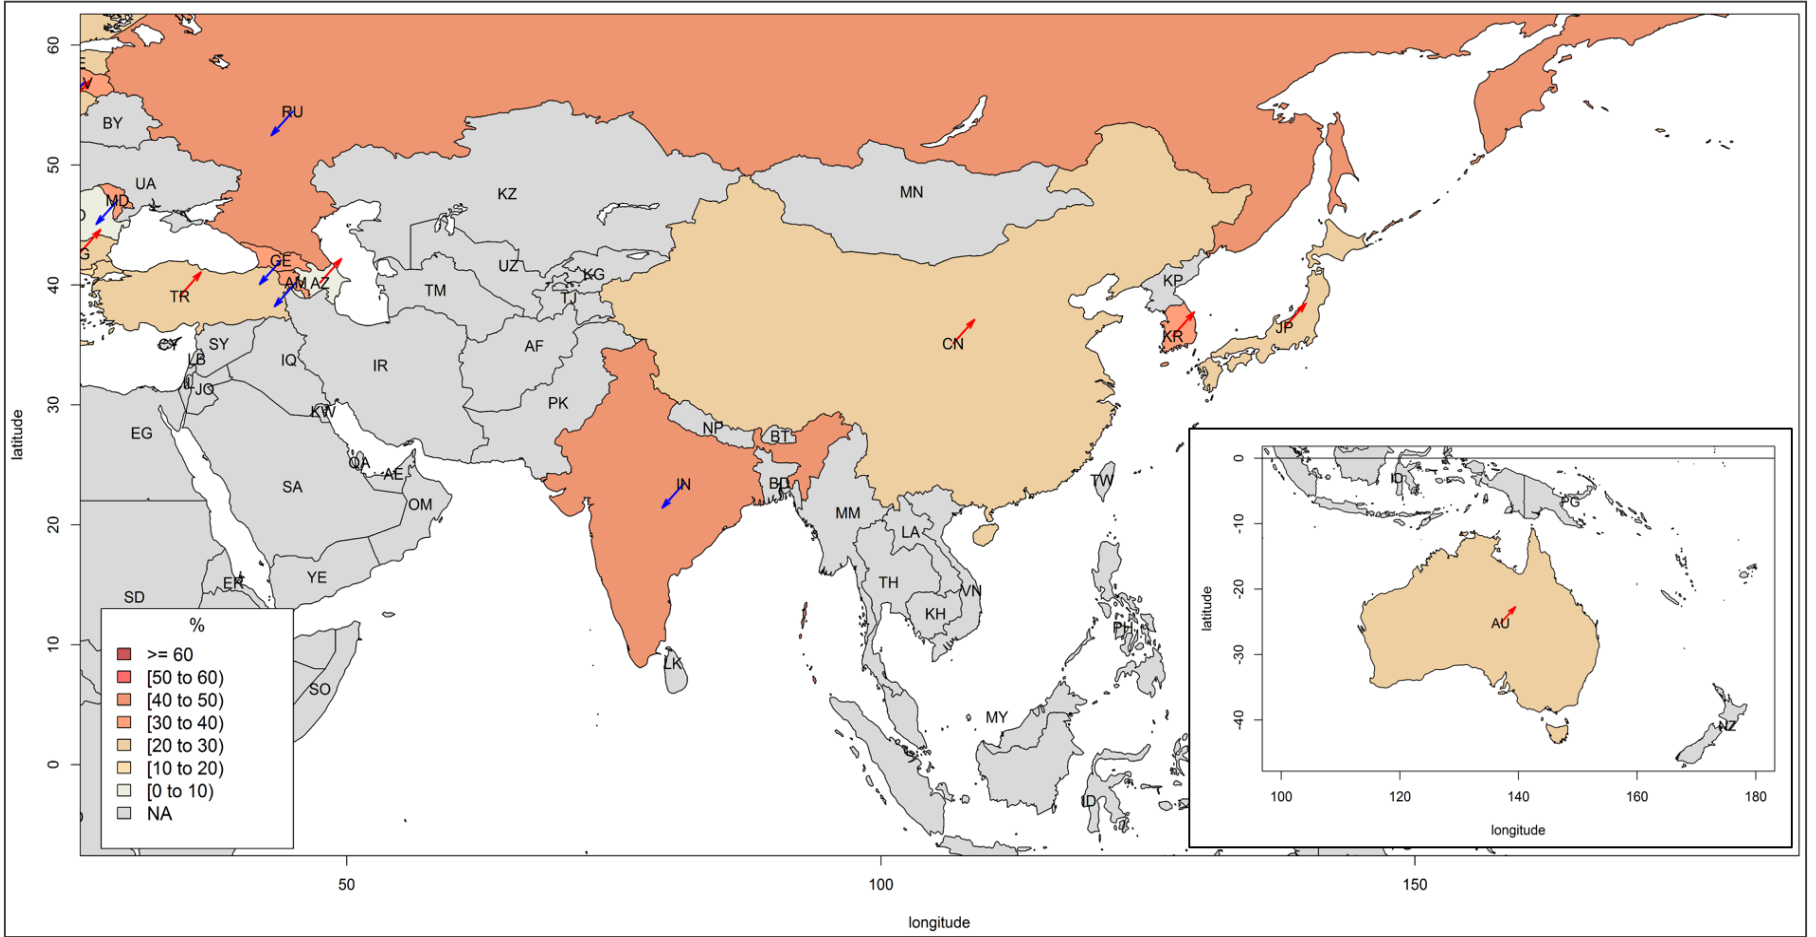 60
50
40
30
20
10
0
latitude
50
100
150
longitude
RU
BY
UA
MD
KZ
MN
GE
AM
AZ
TR
UZ
KG
TM
TJ
KP
KR
JP
CN
CY
SY
LB
IL
JO
IQ
IR
AF
PK
KW
EG
NP
BT
QA
AE
SA
OM
IN
BD
TW
MM
LA
YE
ER
SD
TH
VN
KH
PH
LK
SO
MY
ID
%
>= 60
[50 to 60)
[40 to 50)
[30 to 40)
[20 to 30)
[10 to 20)
[0 to 10)
NA
0
-10
-20
-30
-40
latitude
ID
PG
AU
NZ
100
120
140
160
180
longitude